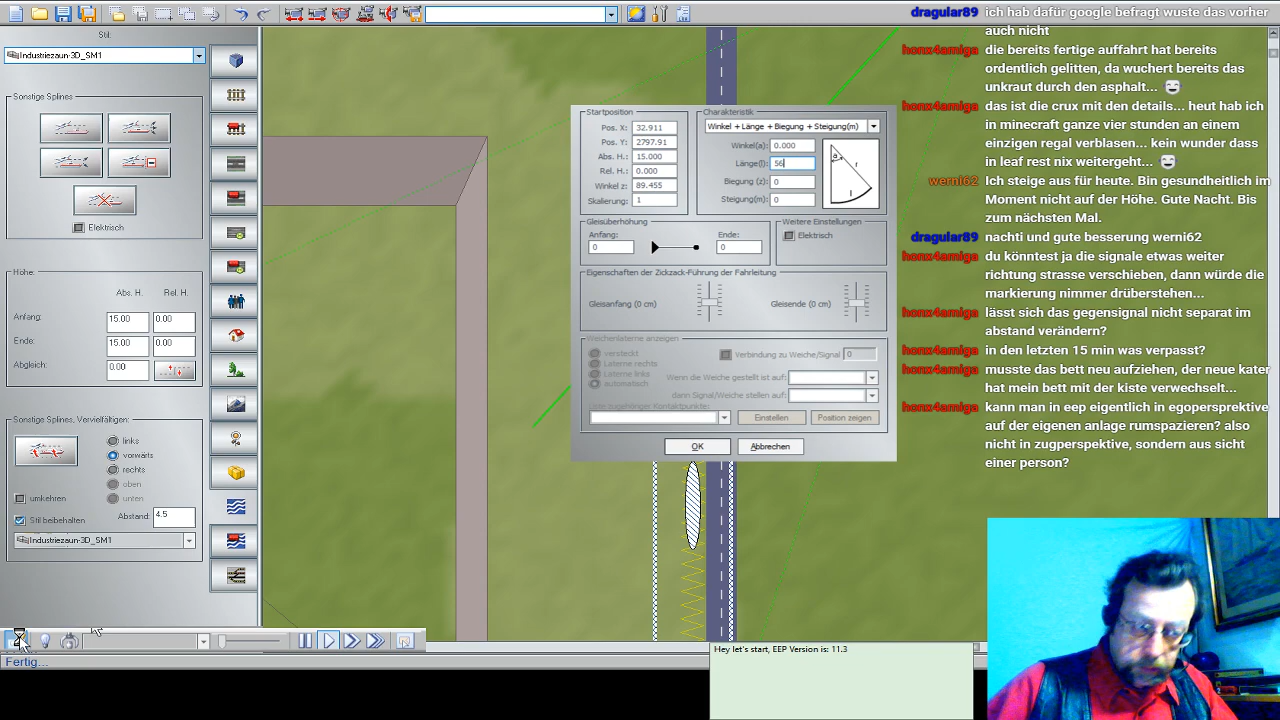 Stil:
Industriezaun-3D_SM1
Sonstige Splines
Elektrisch
Höhe:
Abs. H. Rel. H.
Anfang: 15.00 0.00
Ende: 15.00 0.00
Abgleich: 0.00
links
vorwärts
rechts
oben
umkehren unten
Stil beibehalten Abstand: 4.5
Industriezaun-3D_SM1
Fertig...
Startposition
Pos. X: 32.911
Pos. Y: 2797.91
Abs. H.: 15.000
Rel. H.: 0.000
Winkel z: 89.455
Skalierung: 1
Charakteristik
Winkel + Länge + Biegung + Steigung(m)
Winkel(a): 0.000
Länge(l): 56
Biegung (z): 0
Steigung(m): 0
a r
l
Gleisüberhöhung
Anfang: Ende:
0 0
Weitere Einstellungen
Elektrisch
Eigenschaften der Zickzack-Führung der Fahrleitung
Gleisanfang (0 cm) Gleisende (0 cm)
Weichenlaterne anzeigen
versteckt
Laterne rechts
Laterne links
automatisch
Verbindung zu Weiche/Signal 0
Wenn die Weiche gestellt ist auf:
dann Signal/Weiche stellen auf:
Liste zugehöriger Kontaktpunkte:
Einstellen Position zeigen
OK Abbrechen
Hey let's start, EEP Version is: 11.3
dragular89 ich hab dafür google befragt wuste das vorher
auch nicht
honx4amiga die bereits fertige auffahrt hat bereits
ordentlich gelitten, da wuchert bereits das
unkraut durch den asphalt...
honx4amiga das ist die crux mit den details... heut hab ich
in minecraft ganze vier stunden an einem
einzigen regal verblasen... kein wunder dass
in leaf rest nix weitergeht...
werni62 Ich steige aus für heute. Bin gesundheitlich im
Moment nicht auf der Höhe. Gute Nacht. Bis
zum nächsten Mal.
dragular89 nachti und gute besserung werni62
honx4amiga du könntest ja die signale etwas weiter
richtung strasse verschieben, dann würde die
markierung nimmer drüberstehen...
honx4amiga lässt sich das gegensignal nicht separat im
abstand verändern?
honx4amiga in den letzten 15 min was verpasst?
honx4amiga musste das bett neu aufziehen, der neue kater
hat mein bett mit der kiste verwechselt...
honx4amiga kann man in eep eigentlich in egopersprektive
auf der eigenen anlage rumspazieren? also
nicht in zugperspektive, sondern aus sicht
einer person?